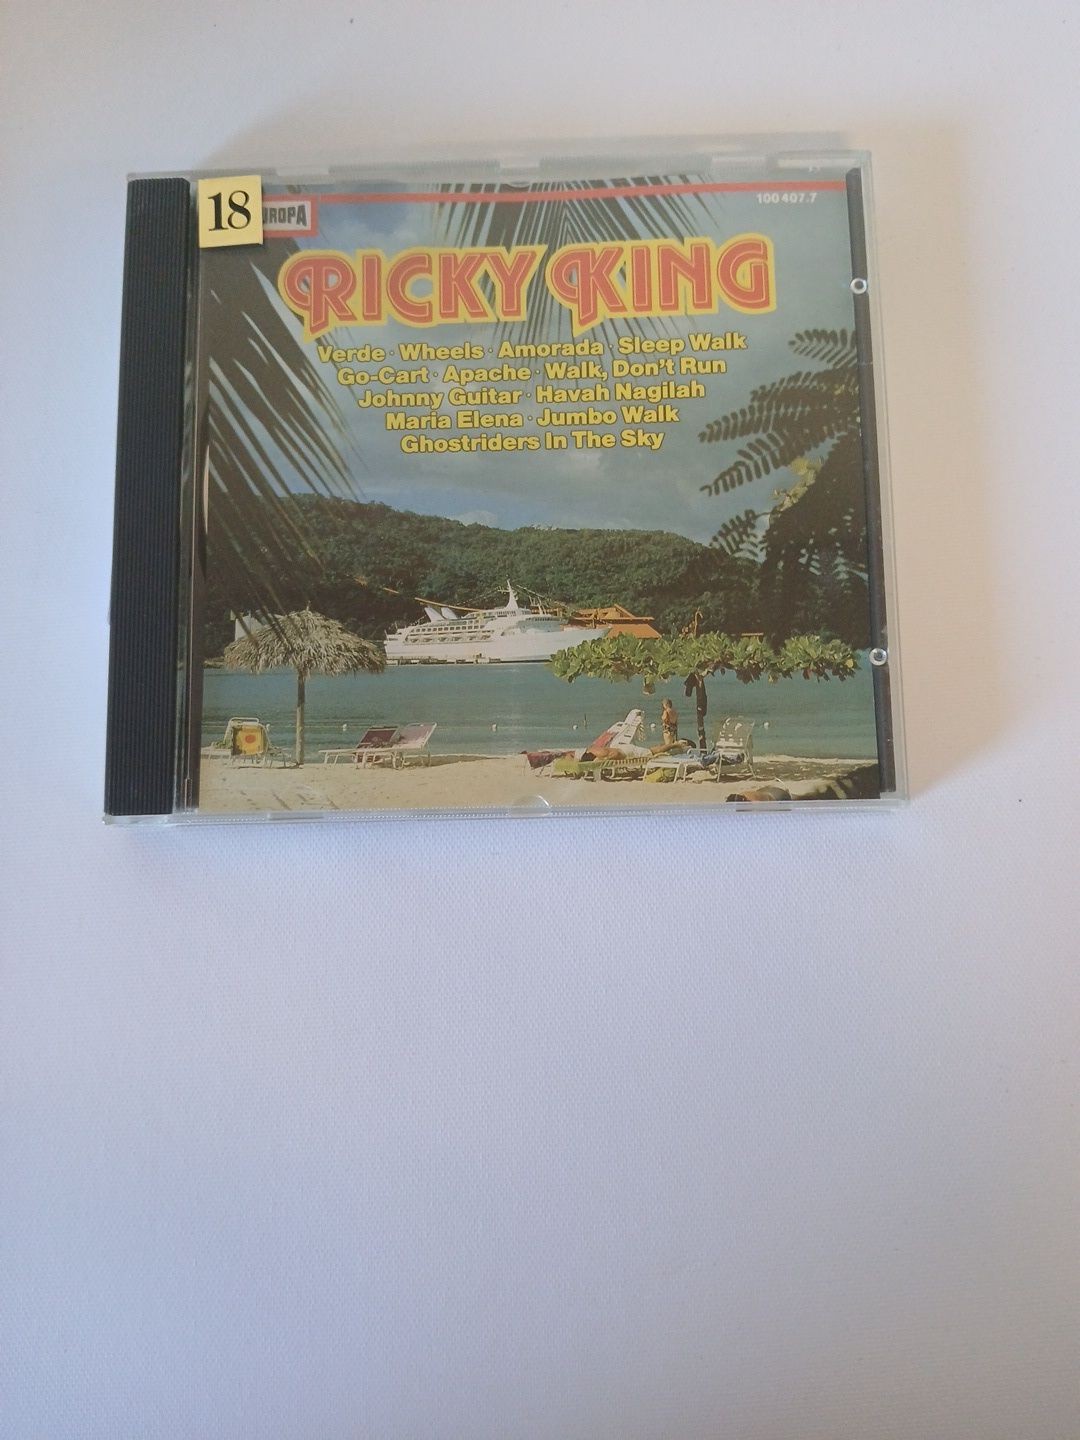 18
EUROPA
100 407.7
RICKY KING
Verde · Wheels · Amorada · Sleep Walk
Go-Cart · Apache · Walk, Don't Run
Johnny Guitar · Havah Nagilah
Maria Elena · Jumbo Walk
Ghostriders In The Sky